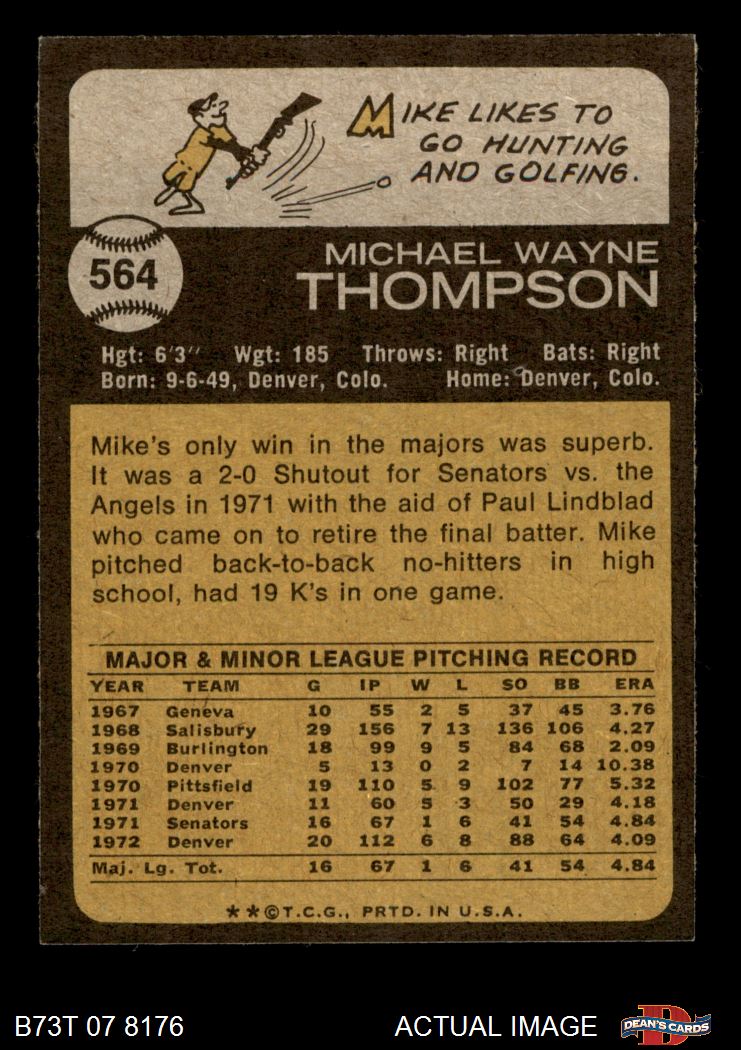 MIKE LIKES TO
GO HUNTING
AND GOLFING.
564
MICHAEL WAYNE
THOMPSON
Hgt: 6'3" Wgt: 185 Throws: Right Bats: Right
Born: 9-6-49, Denver, Colo. Home: Denver, Colo.
Mike's only win in the majors was superb.
It was a 2-0 Shutout for Senators vs. the
Angels in 1971 with the aid of Paul Lindblad
who came on to retire the final batter. Mike
pitched back-to-back no-hitters in high
school, had 19 K's in one game.
MAJOR & MINOR LEAGUE PITCHING RECORD
YEAR TEAM G IP W L SO BB ERA
1967 Geneva 10 55 2 5 37 45 3.76
1968 Salisbury 29 156 7 13 136 106 4.27
1969 Burlington 18 99 9 5 84 68 2.09
1970 Denver 5 13 0 2 7 14 10.38
1970 Pittsfield 19 110 5 9 102 77 5.32
1971 Denver 11 60 5 3 50 29 4.18
1971 Senators 16 67 1 6 41 54 4.84
1972 Denver 20 112 6 8 88 64 4.09
Maj. Lg. Tot. 16 67 1 6 41 54 4.84
**©T.C.G., PRTD. IN U.S.A.
B73T 07 8176 ACTUAL IMAGE D DEAN'S CARDS